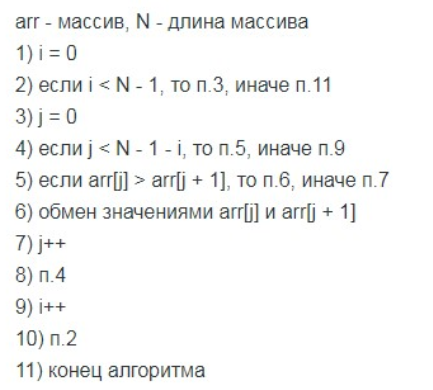 arr - массив, N - длина массива
1) i = 0
2) если i < N - 1, то п.3, иначе п.11
3) j = 0
4) если j < N - 1 - i, то п.5, иначе п.9
5) если arr[j] > arr[j + 1], то п.6, иначе п.7
6) обмен значениями arr[j] и arr[j + 1]
7) j++
8) п.4
9) i++
10) п.2
11) конец алгоритма